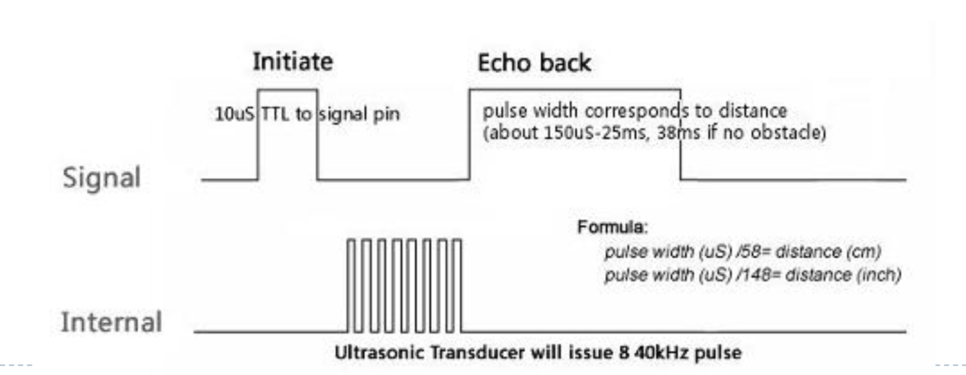 Initiate
Echo back
10uS TTL to signal pin
pulse width corresponds to distance
(about 150uS-25ms, 38ms if no obstacle)
Signal
Formula:
pulse width (uS) /58= distance (cm)
pulse width (uS) /148= distance (inch)
Internal
Ultrasonic Transducer will issue 8 40kHz pulse